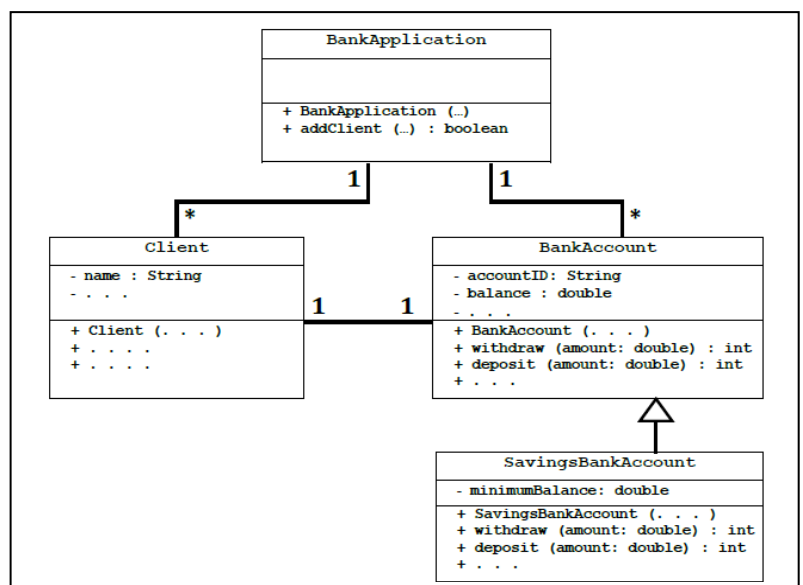 BankApplication
+ BankApplication (…)
+ addClient (…) : boolean
1
1
*
*
Client
- name : String
- . . .
+ Client (. . . )
+ . . . .
+ . . . .
1
1
BankAccount
- accountID: String
- balance : double
- . . .
+ BankAccount (. . . )
+ withdraw (amount: double) : int
+ deposit (amount: double) : int
+ . . .
SavingsBankAccount
- minimumBalance: double
+ SavingsBankAccount (. . . )
+ withdraw (amount: double) : int
+ deposit (amount: double) : int
+ . . .